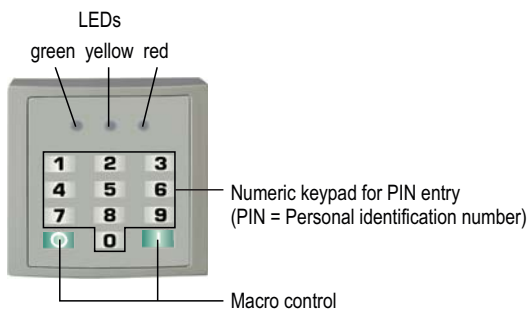 LEDs
green yellow red
1 2 3
4 5 6
7 8 9
0
Numeric keypad for PIN entry
(PIN = Personal identification number)
Macro control